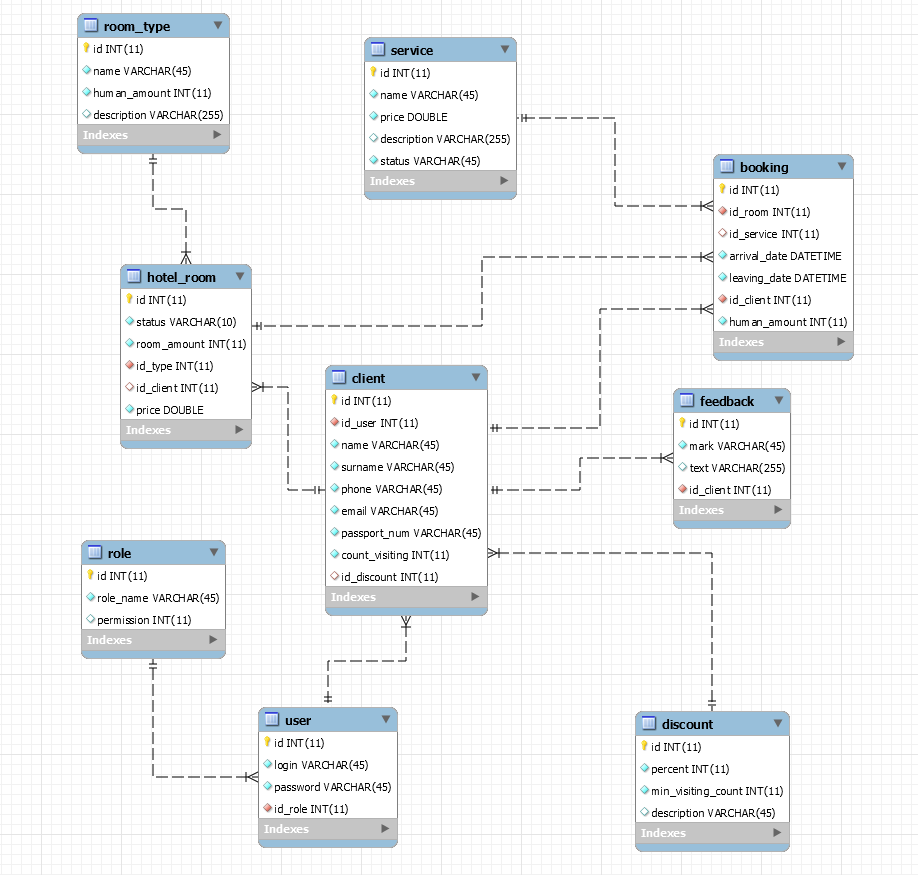 room_type
id INT(11)
name VARCHAR(45)
human_amount INT(11)
description VARCHAR(255)
Indexes
service
id INT(11)
name VARCHAR(45)
price DOUBLE
description VARCHAR(255)
status VARCHAR(45)
Indexes
booking
id INT(11)
id_room INT(11)
id_service INT(11)
arrival_date DATETIME
leaving_date DATETIME
id_client INT(11)
human_amount INT(11)
Indexes
hotel_room
id INT(11)
status VARCHAR(10)
room_amount INT(11)
id_type INT(11)
id_client INT(11)
price DOUBLE
Indexes
client
id INT(11)
id_user INT(11)
name VARCHAR(45)
surname VARCHAR(45)
phone VARCHAR(45)
email VARCHAR(45)
passport_num VARCHAR(45)
count_visiting INT(11)
id_discount INT(11)
Indexes
feedback
id INT(11)
mark VARCHAR(45)
text VARCHAR(255)
id_client INT(11)
Indexes
role
id INT(11)
role_name VARCHAR(45)
permission INT(11)
Indexes
user
id INT(11)
login VARCHAR(45)
password VARCHAR(45)
id_role INT(11)
Indexes
discount
id INT(11)
percent INT(11)
min_visiting_count INT(11)
description VARCHAR(45)
Indexes